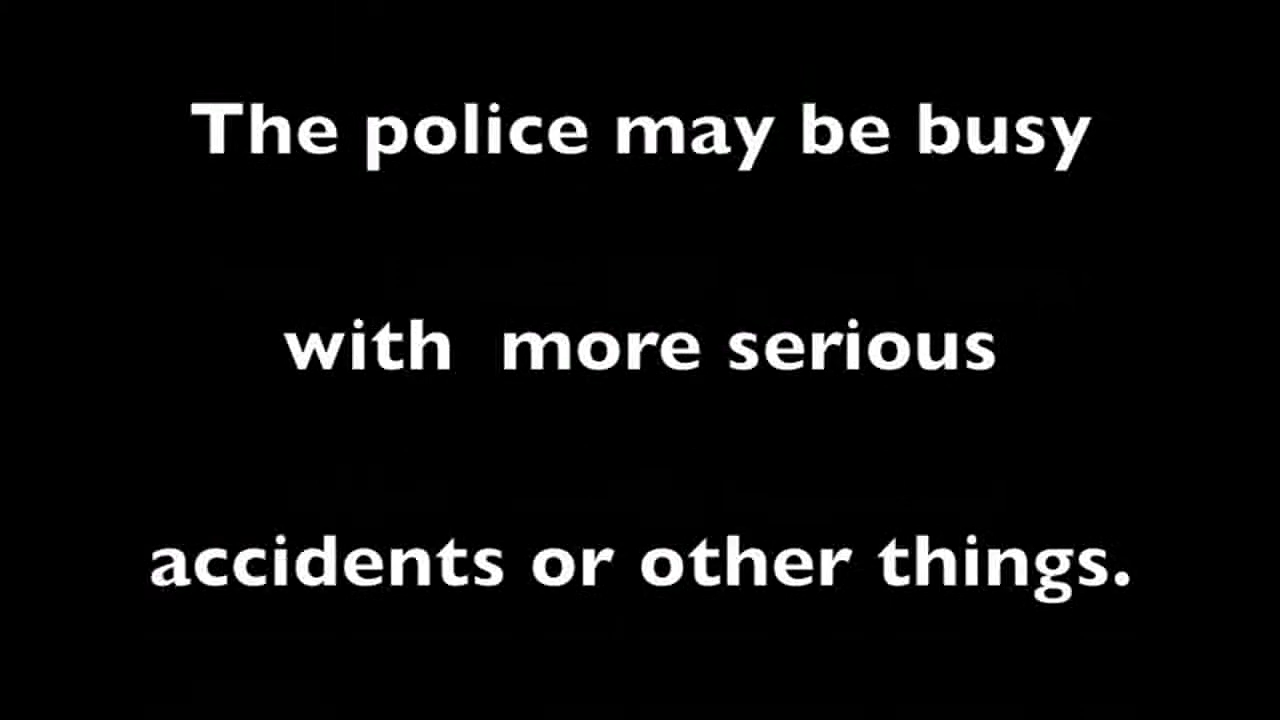 The police may be busy
with  more serious
accidents or other things.